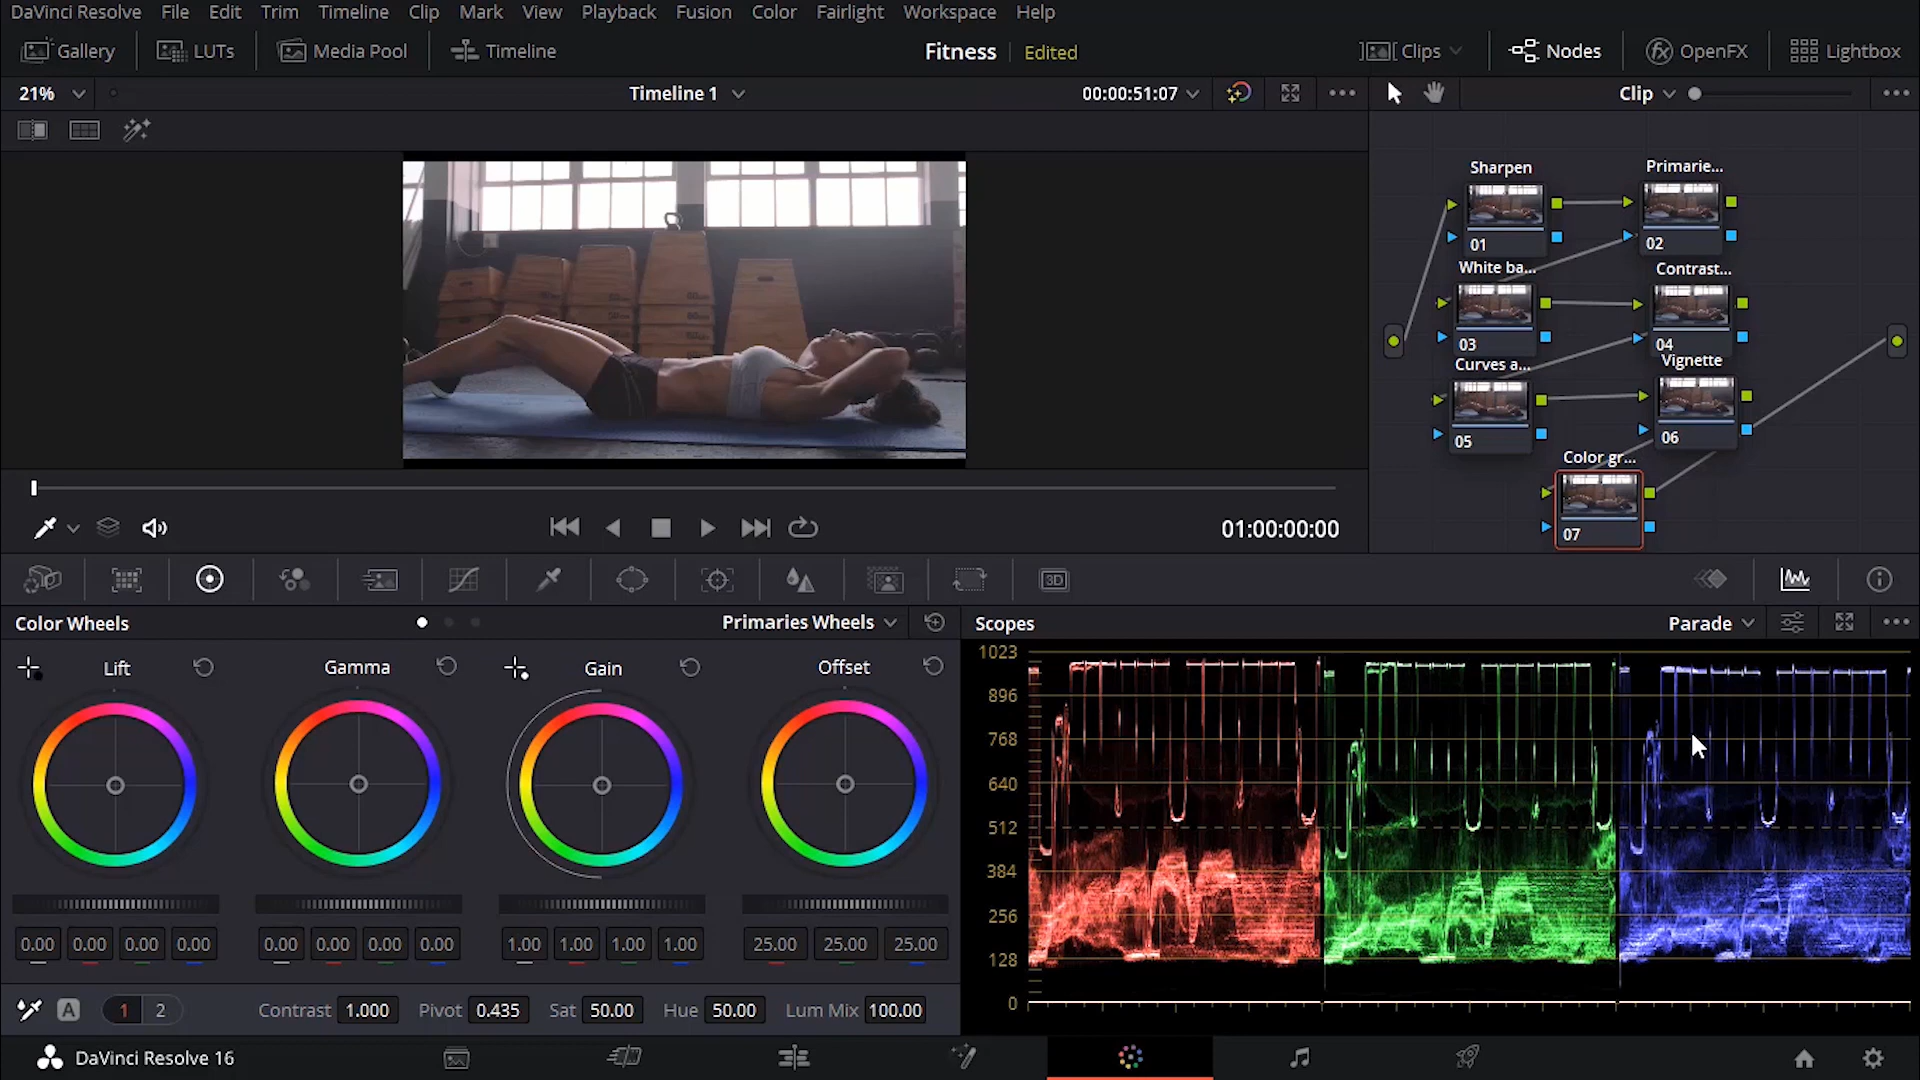 DaVinci Resolve File Edit Trim Timeline Clip Mark View Playback Fusion Color Fairlight Workspace Help
Gallery LUTs Media Pool Timeline Fitness Edited Clips Nodes OpenFX Lightbox
21% Timeline 1 00:00:51:07 Clip
Sharpen Primarie...
01 02
White ba... Contrast...
03 04
Curves a... Vignette
05 06
Color gr...
07
01:00:00:00
3D
Color Wheels Primaries Wheels Scopes Parade
Lift Gamma Gain Offset
1023
896
768
640
512
384
256
128
0
0.00 0.00 0.00 0.00 0.00 0.00 0.00 0.00 1.00 1.00 1.00 1.00 25.00 25.00 25.00
A 1 2 Contrast 1.000 Pivot 0.435 Sat 50.00 Hue 50.00 Lum Mix 100.00
DaVinci Resolve 16